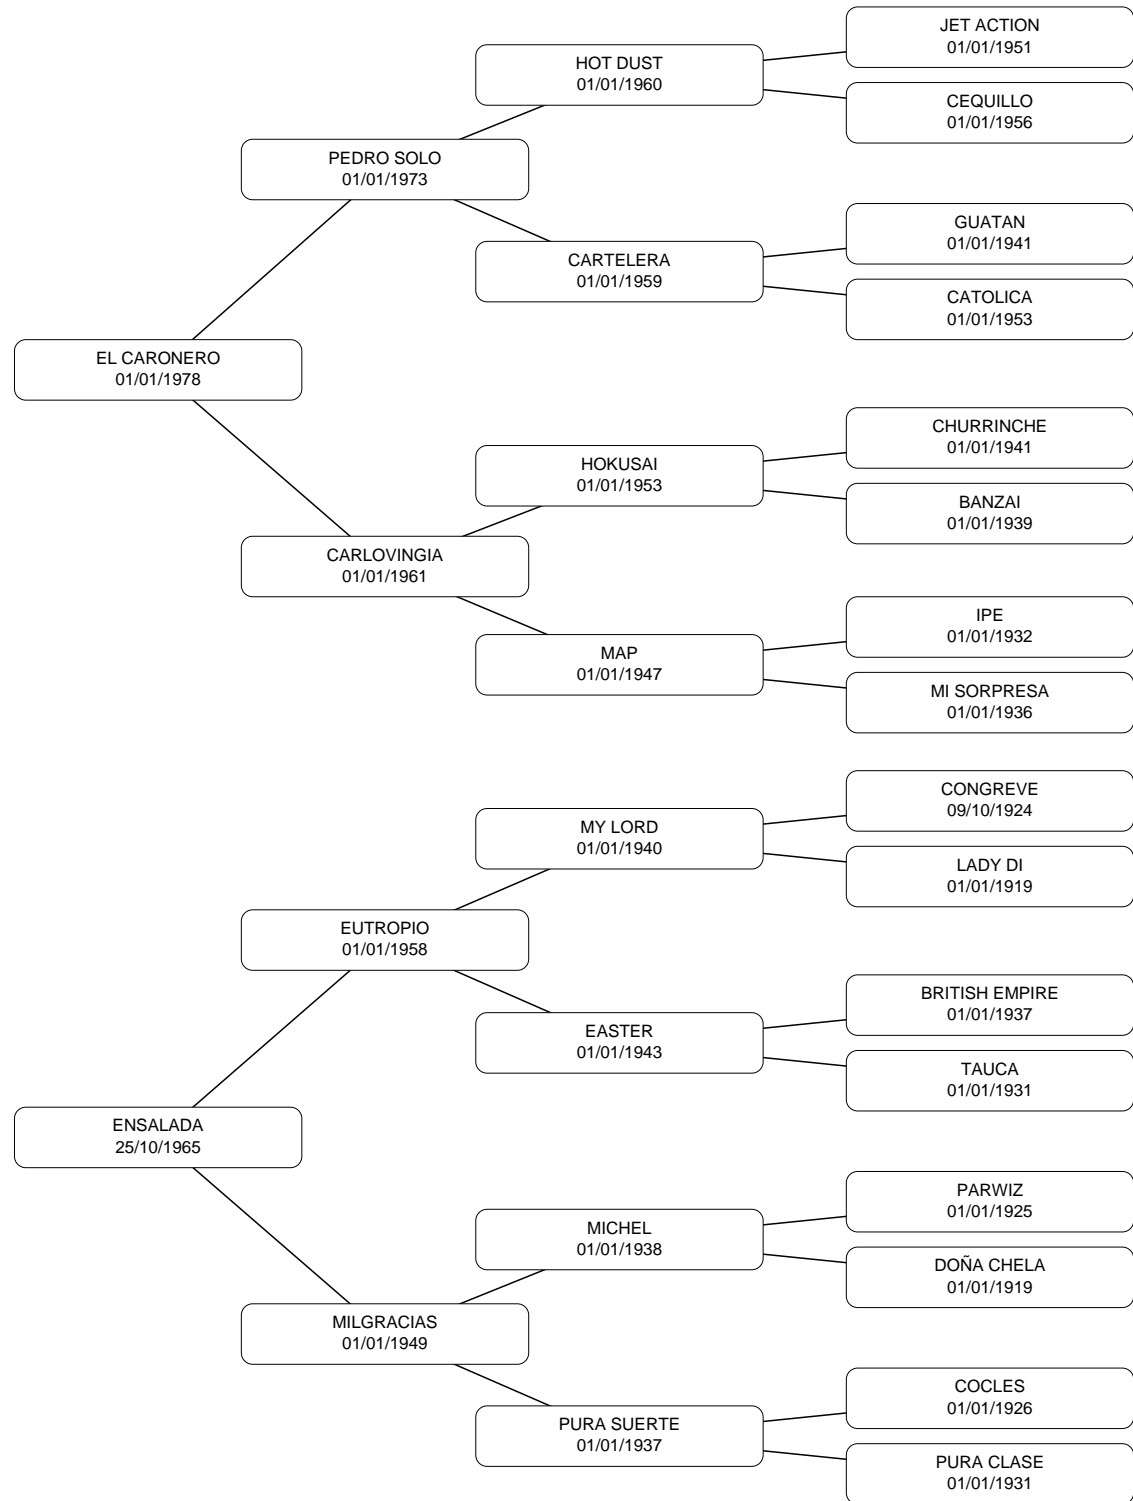 JET ACTION
01/01/1951
HOT DUST
01/01/1960
CEQUILLO
01/01/1956
PEDRO SOLO
01/01/1973
GUATAN
01/01/1941
CARTELERA
01/01/1959
CATOLICA
01/01/1953
EL CARONERO
01/01/1978
CHURRINCHE
01/01/1941
HOKUSAI
01/01/1953
BANZAI
01/01/1939
CARLOVINGIA
01/01/1961
IPE
01/01/1932
MAP
01/01/1947
MI SORPRESA
01/01/1936
CONGREVE
09/10/1924
MY LORD
01/01/1940
LADY DI
01/01/1919
EUTROPIO
01/01/1958
BRITISH EMPIRE
01/01/1937
EASTER
01/01/1943
TAUCA
01/01/1931
ENSALADA
25/10/1965
PARWIZ
01/01/1925
MICHEL
01/01/1938
DOÑA CHELA
01/01/1919
MILGRACIAS
01/01/1949
COCLES
01/01/1926
PURA SUERTE
01/01/1937
PURA CLASE
01/01/1931